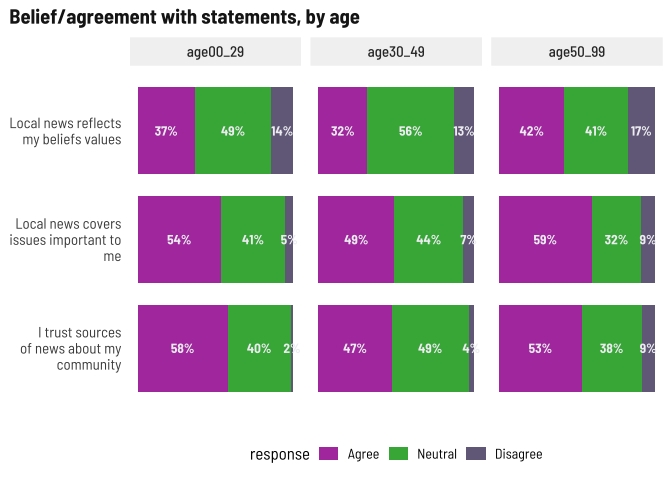 Belief/agreement with statements, by age
age00_29 age30_49 age50_99
Local news reflects
my beliefs values
37% 49% 14% 32% 56% 13% 42% 41% 17%
Local news covers
issues important to
me
54% 41% 5% 49% 44% 7% 59% 32% 9%
I trust sources
of news about my
community
58% 40% 2% 47% 49% 4% 53% 38% 9%
response Agree Neutral Disagree